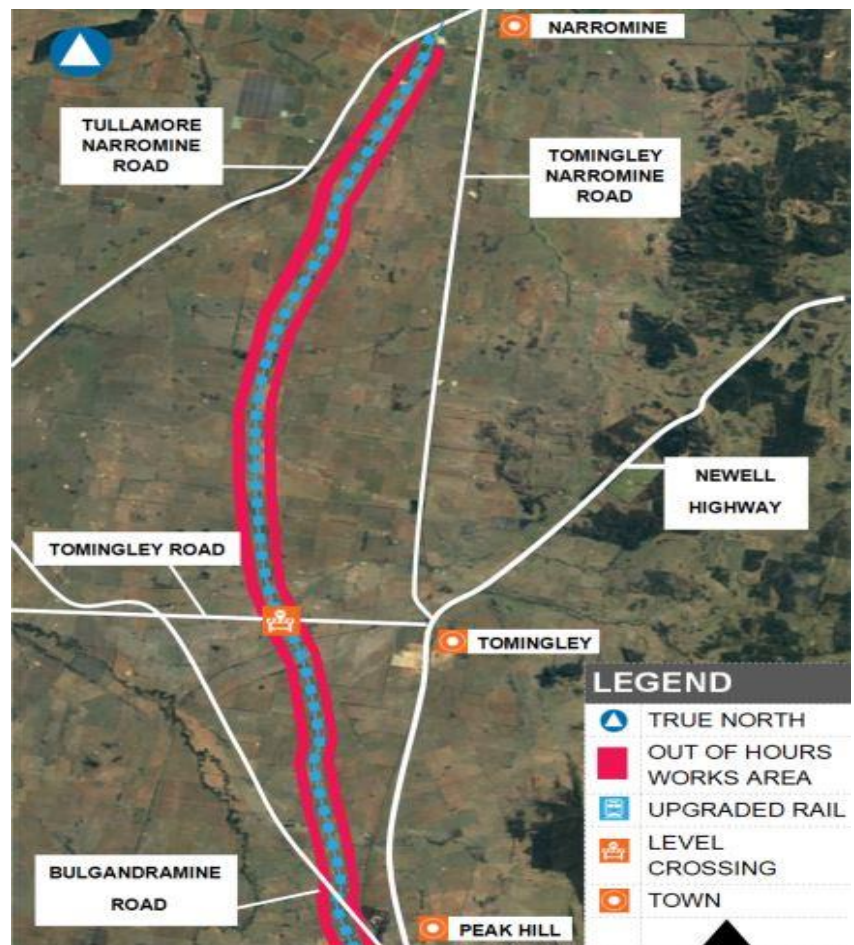 NARROMINE
TULLAMORE
NARROMINE
ROAD
TOMINGLEY
NARROMINE
ROAD
NEWELL
HIGHWAY
TOMINGLEY ROAD
TOMINGLEY
BULGANDRAMINE
ROAD
PEAK HILL
LEGEND
TRUE NORTH
OUT OF HOURS
WORKS AREA
UPGRADED RAIL
LEVEL
CROSSING
TOWN